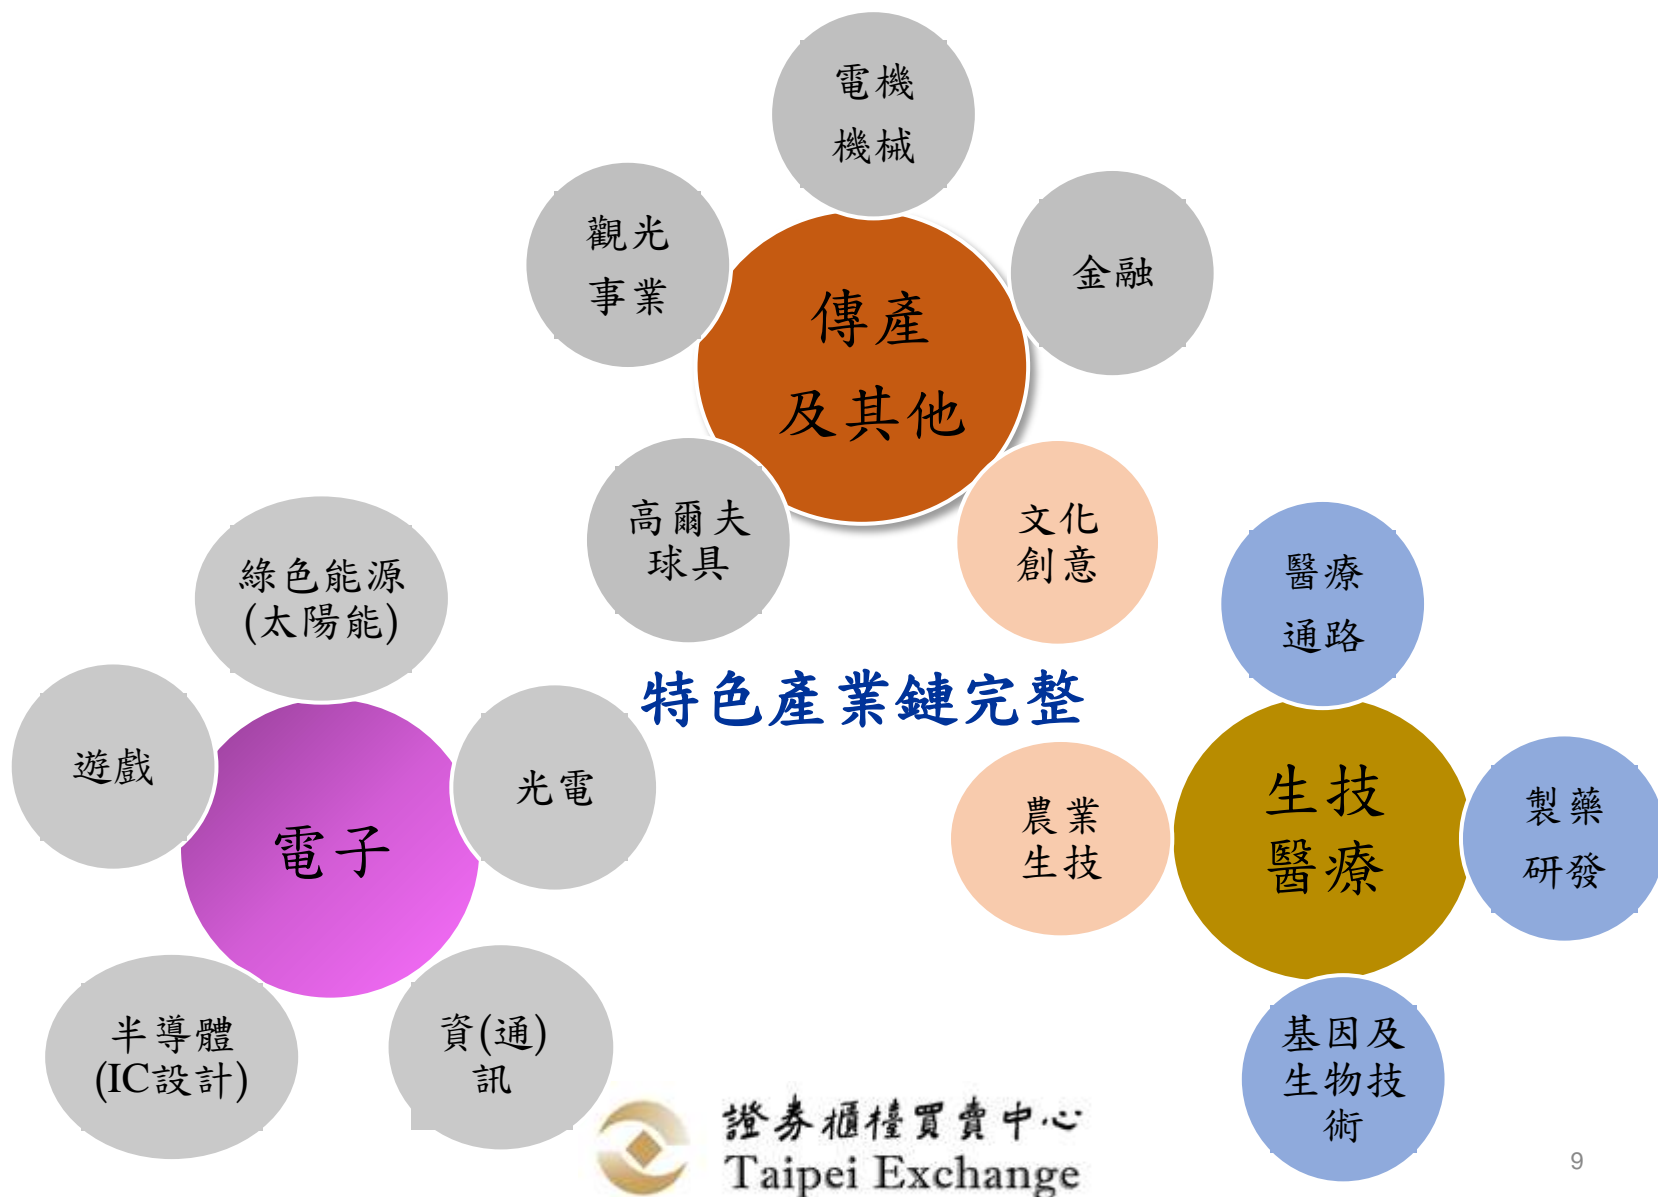 電機
機械
觀光
事業
金融
傳產
及其他
高爾夫
球具
文化
創意
特色產業鏈完整
綠色能源
(太陽能)
遊戲
光電
電子
半導體
(IC設計)
資(通)
訊
醫療
通路
農業
生技
生技
醫療
製藥
研發
基因及
生物技
術
證券櫃檯買賣中心
Taipei Exchange
9